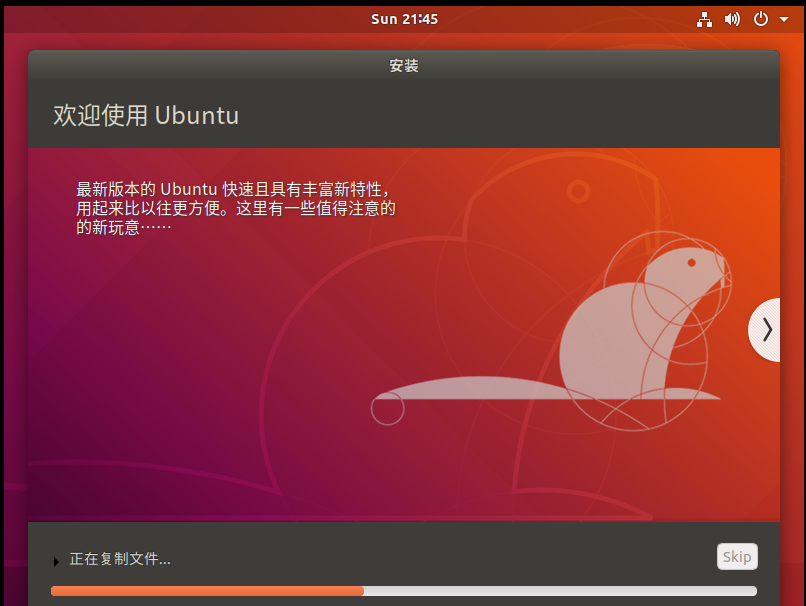 Sun 21:45
安装
欢迎使用 Ubuntu
最新版本的 Ubuntu 快速且具有丰富新特性，
用起来比以往更方便。这里有一些值得注意的
的新玩意……
正在复制文件...
Skip